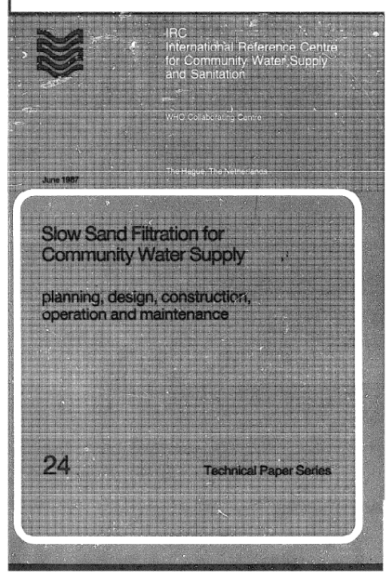 IRC
International Reference Centre
for Community Water Supply
and Sanitation
WHO Collaborating Centre
June 1987
The Hague, The Netherlands
Slow Sand Filtration for
Community Water Supply
planning, design, construction,
operation and maintenance
24
Technical Paper Series